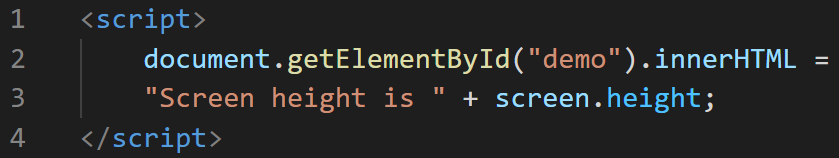 1 <script>
2 document.getElementById("demo").innerHTML =
3 "Screen height is " + screen.height;
4 </script>